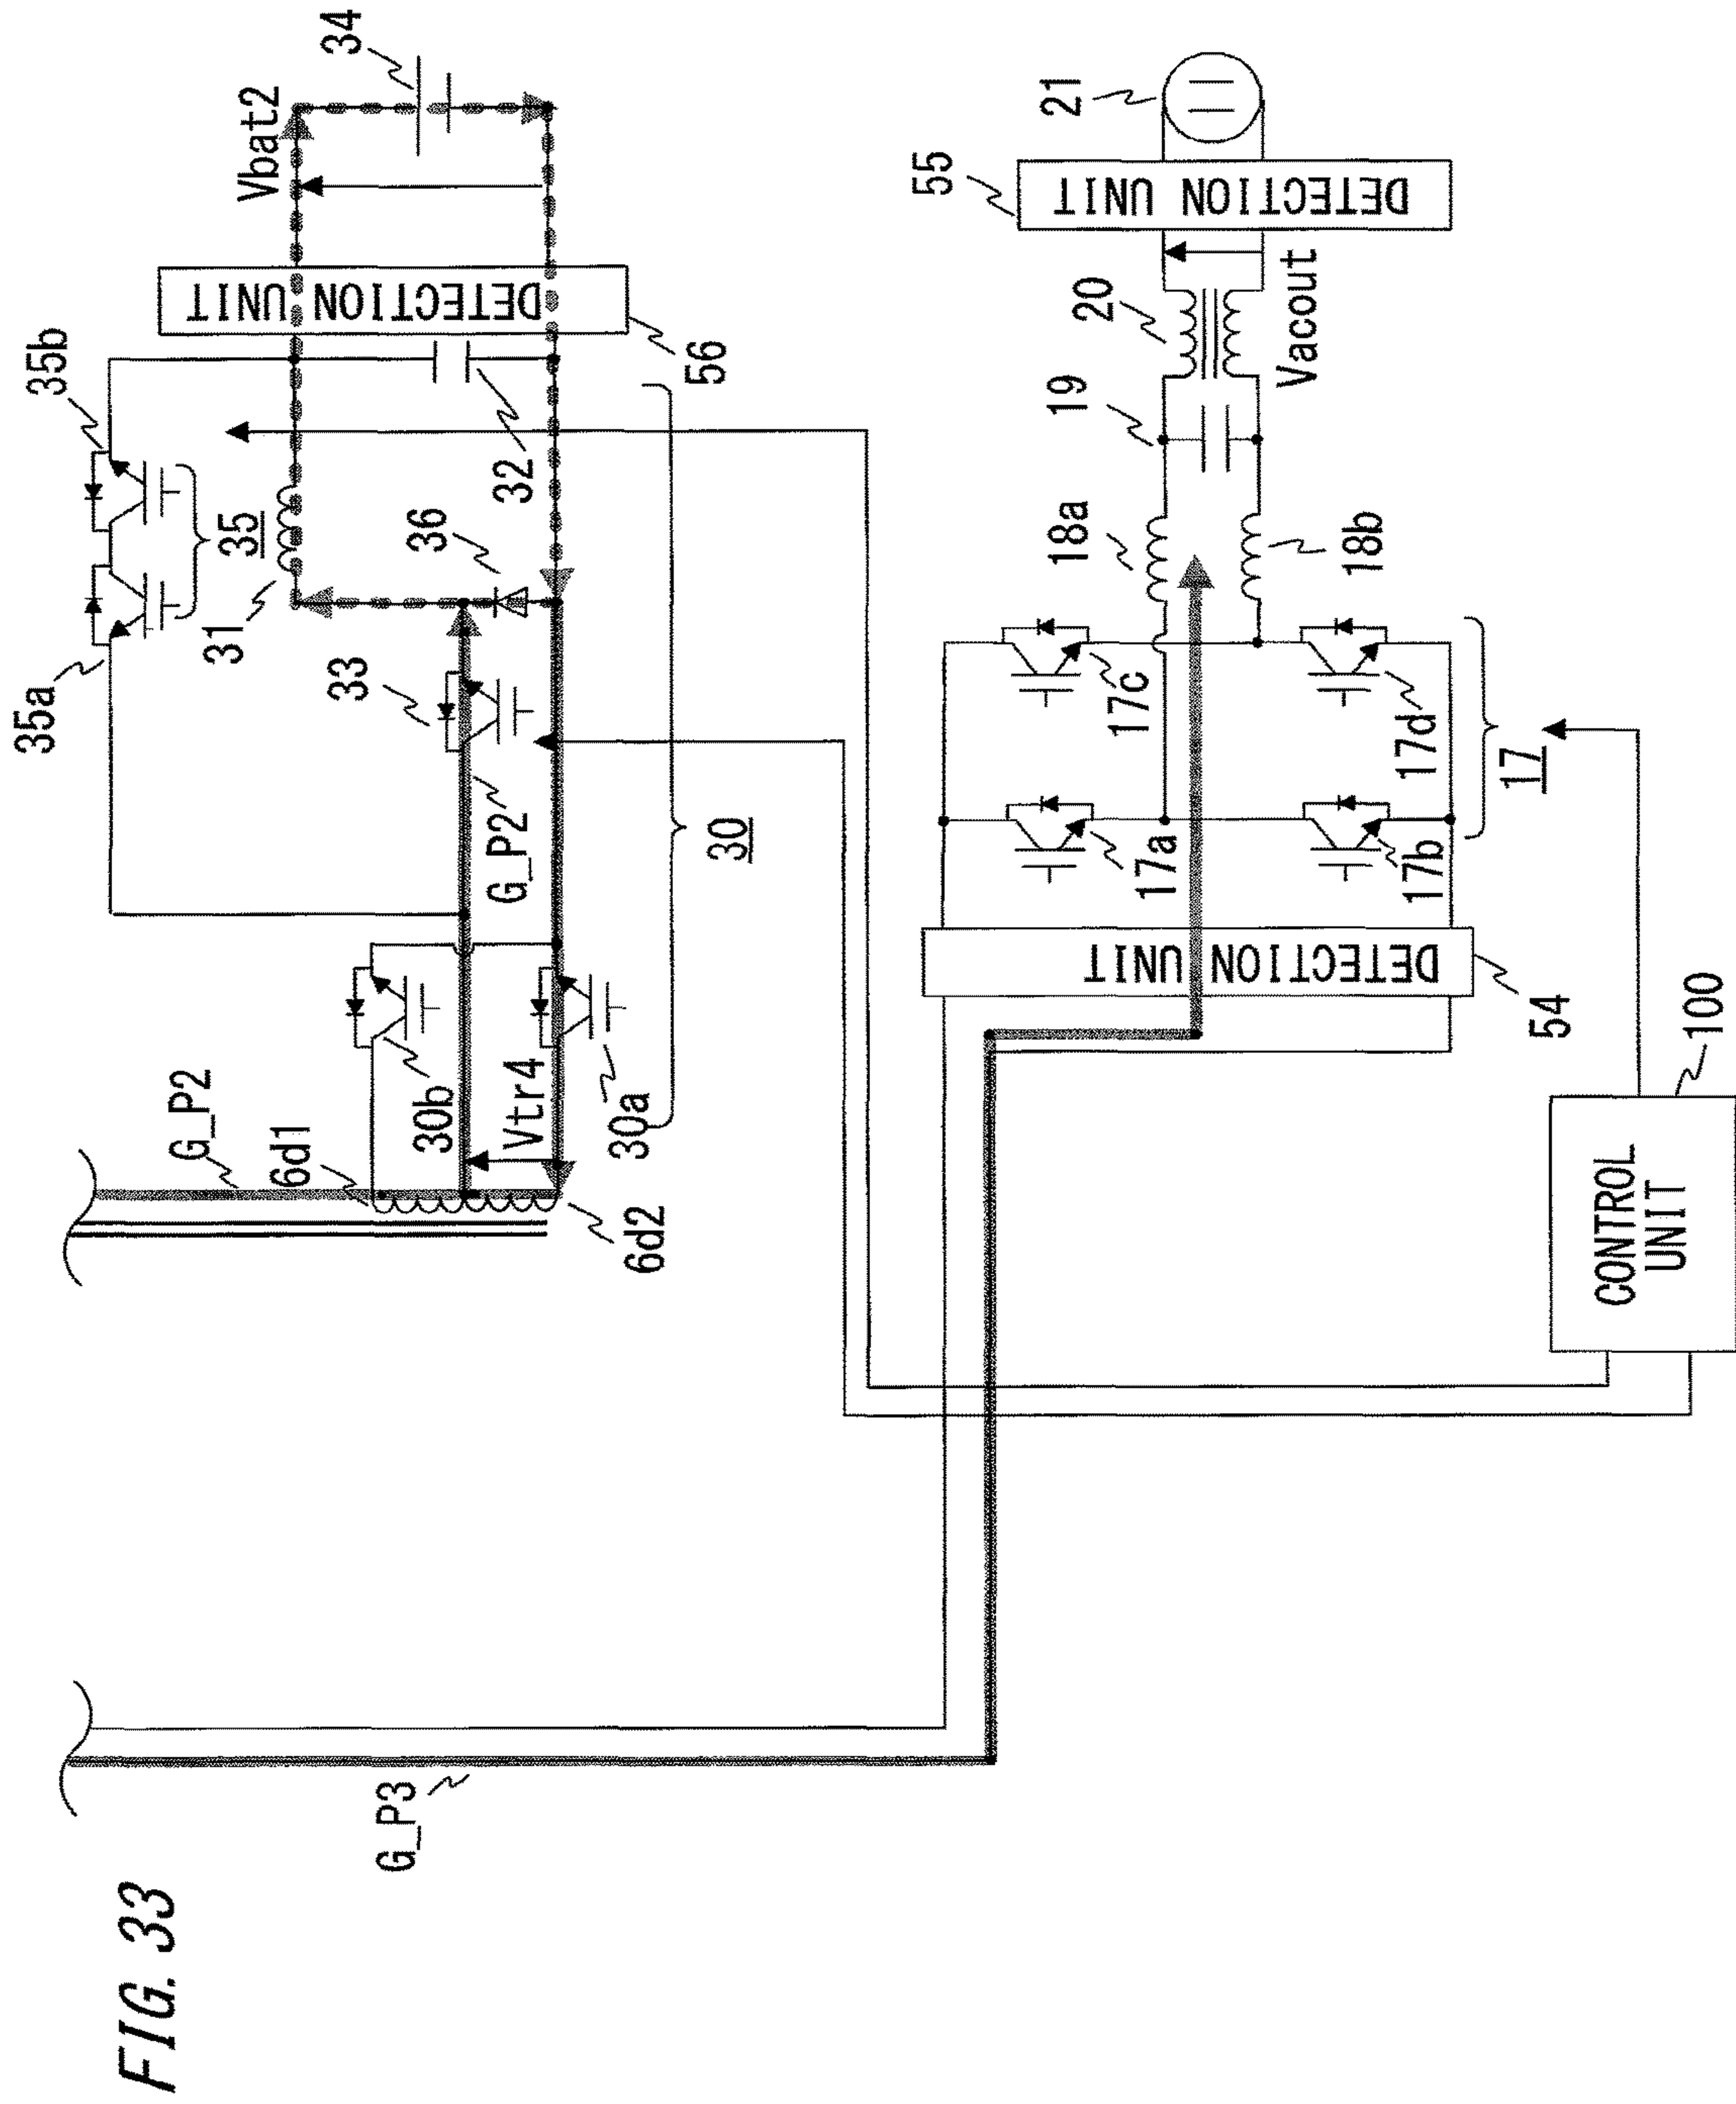 FIG. 33
35a
35b
35
31
34
Vbat2
DETECTION UNIT
56
32
36
33
G_P2
G_P2
6d1
6d2
30b
30a
Vtr4
30
G_P3
DETECTION UNIT
54
17a
17b
17c
17d
17
18a
18b
19
20
Vacout
DETECTION UNIT
55
21
CONTROL
UNIT
100